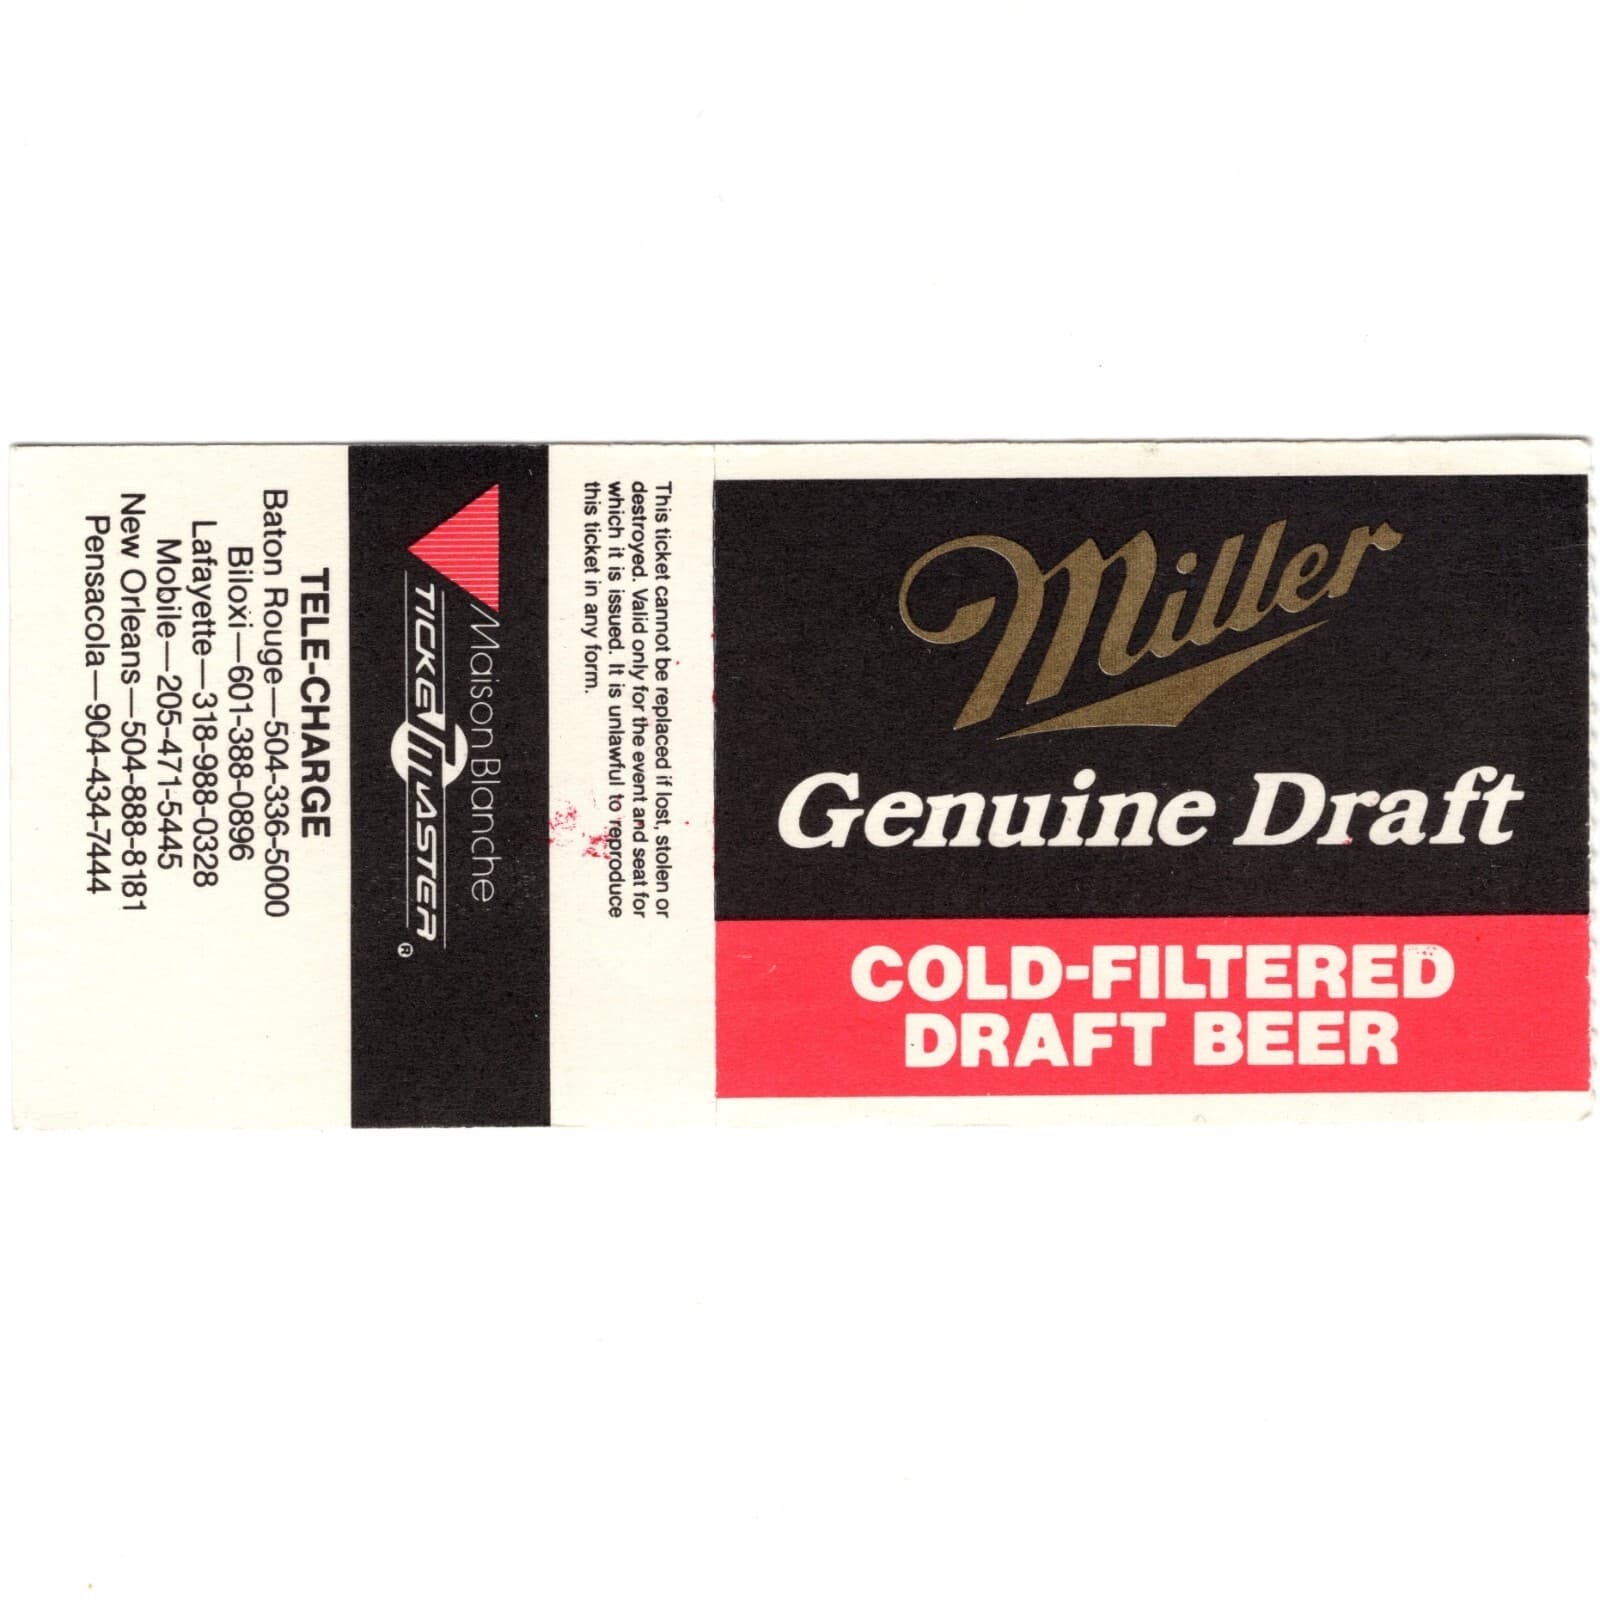 Miller
Genuine Draft
COLD-FILTERED
DRAFT BEER
This ticket cannot be replaced if lost, stolen or
destroyed. Valid only for the event and seat for
which it is issued. It is unlawful to reproduce
this ticket in any form.
Maison Blanche
TICKETMASTER®
TELE-CHARGE
Baton Rouge—504-336-5000
Biloxi—601-388-0896
Lafayette—318-988-0328
Mobile—205-471-5445
New Orleans—504-888-8181
Pensacola—904-434-7444